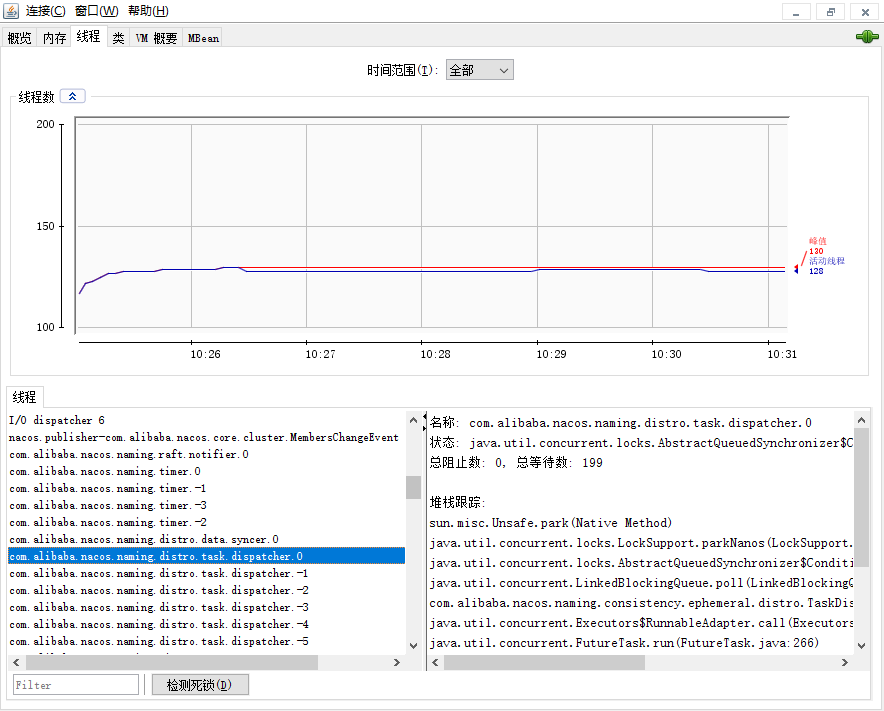 连接(C) 窗口(W) 帮助(H)
概览 内存 线程 类 VM 概要 MBean
时间范围(I): 全部
线程数
200
150
100
峰值
130
活动线程
128
10:26 10:27 10:28 10:29 10:30 10:31
线程
I/O dispatcher 6
nacos.publisher-com.alibaba.nacos.core.cluster.MembersChangeEvent
com.alibaba.nacos.naming.raft.notifier.0
com.alibaba.nacos.naming.timer.0
com.alibaba.nacos.naming.timer.-1
com.alibaba.nacos.naming.timer.-3
com.alibaba.nacos.naming.timer.-2
com.alibaba.nacos.naming.distro.data.syncer.0
com.alibaba.nacos.naming.distro.task.dispatcher.0
com.alibaba.nacos.naming.distro.task.dispatcher.-1
com.alibaba.nacos.naming.distro.task.dispatcher.-2
com.alibaba.nacos.naming.distro.task.dispatcher.-3
com.alibaba.nacos.naming.distro.task.dispatcher.-4
com.alibaba.nacos.naming.distro.task.dispatcher.-5
名称: com.alibaba.nacos.naming.distro.task.dispatcher.0
状态: java.util.concurrent.locks.AbstractQueuedSynchronizer$C
总阻止数: 0, 总等待数: 199
堆栈跟踪:
sun.misc.Unsafe.park(Native Method)
java.util.concurrent.locks.LockSupport.parkNanos(LockSupport.
java.util.concurrent.locks.AbstractQueuedSynchronizer$Conditi
java.util.concurrent.LinkedBlockingQueue.poll(LinkedBlockingQ
com.alibaba.nacos.naming.consistency.ephemeral.distro.TaskDis
java.util.concurrent.Executors$RunnableAdapter.call(Executors
java.util.concurrent.FutureTask.run(FutureTask.java:266)
Filter
检测死锁(D)